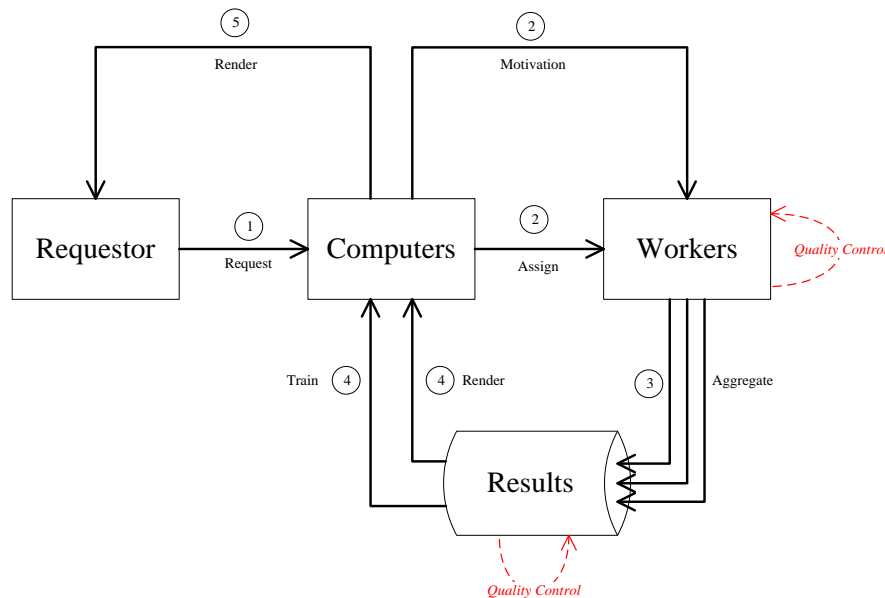 5
2
Render
Motivation
Requestor
1
Request
Computers
2
Assign
Workers
Quality Control
Train
4
4
Render
3
Aggregate
Results
Quality Control